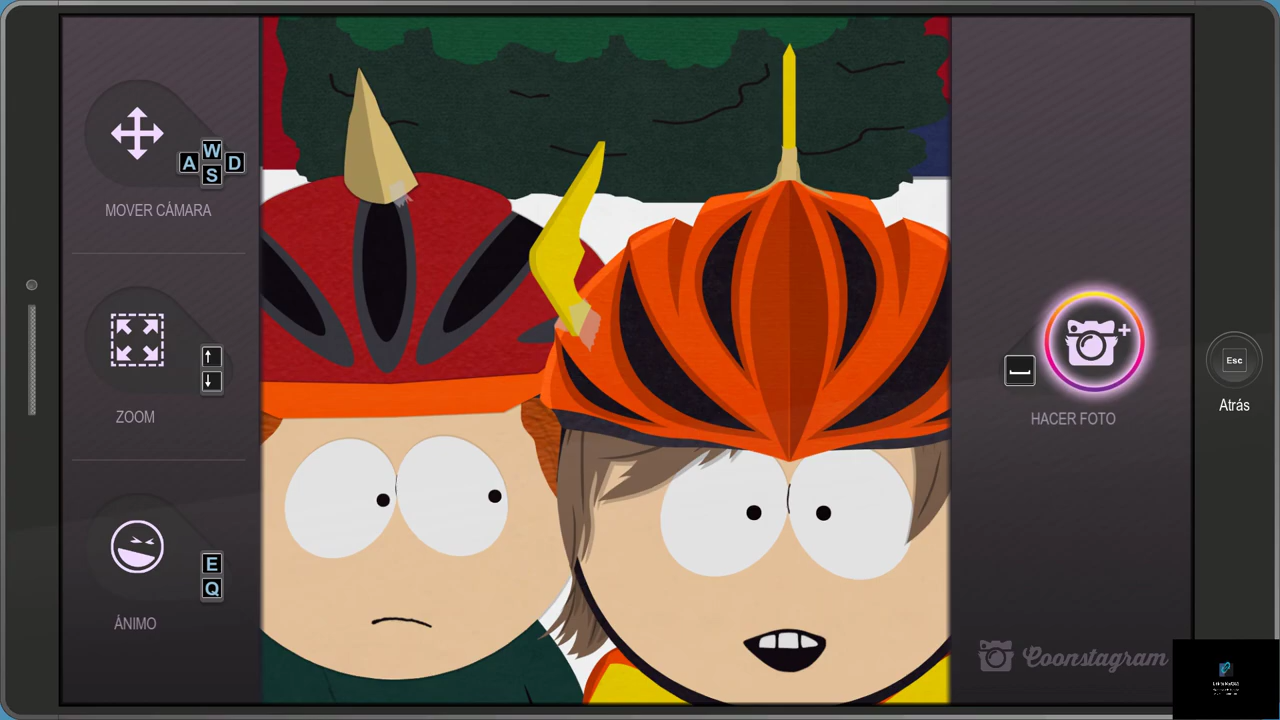 W
A
D
S
MOVER CÁMARA
ZOOM
E
Q
ÁNIMO
HACER FOTO
Esc
Atrás
Coonstagram